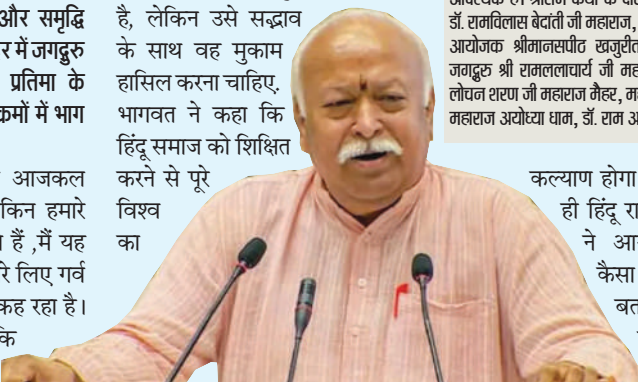 और समृद्धि
र में जगद्गुरु
प्रतिमा के
कमों में भाग
आजकल
किन हमारे
हैं ,मैं यह
रे लिए गर्व
कह रहा है।
कि
है, लेकिन उसे सद्भाव
के साथ वह मुकाम
हासिल करना चाहिए.
भागवत ने कहा कि
हिंदू समाज को शिक्षित
करने से पूरे
विश्व
का
डॉ. रामविलास बेदांती जी महाराज,
आयोजक श्रीमानसपीठ खजुरीत
जगद्गुरु श्री रामललाचार्य जी मह
लोचन शरण जी महाराज मैहर, म
महाराज अयोध्या धाम, डॉ. राम अ
कल्याण होगा
ही हिंदू रा
ने आ
कैसा
बत